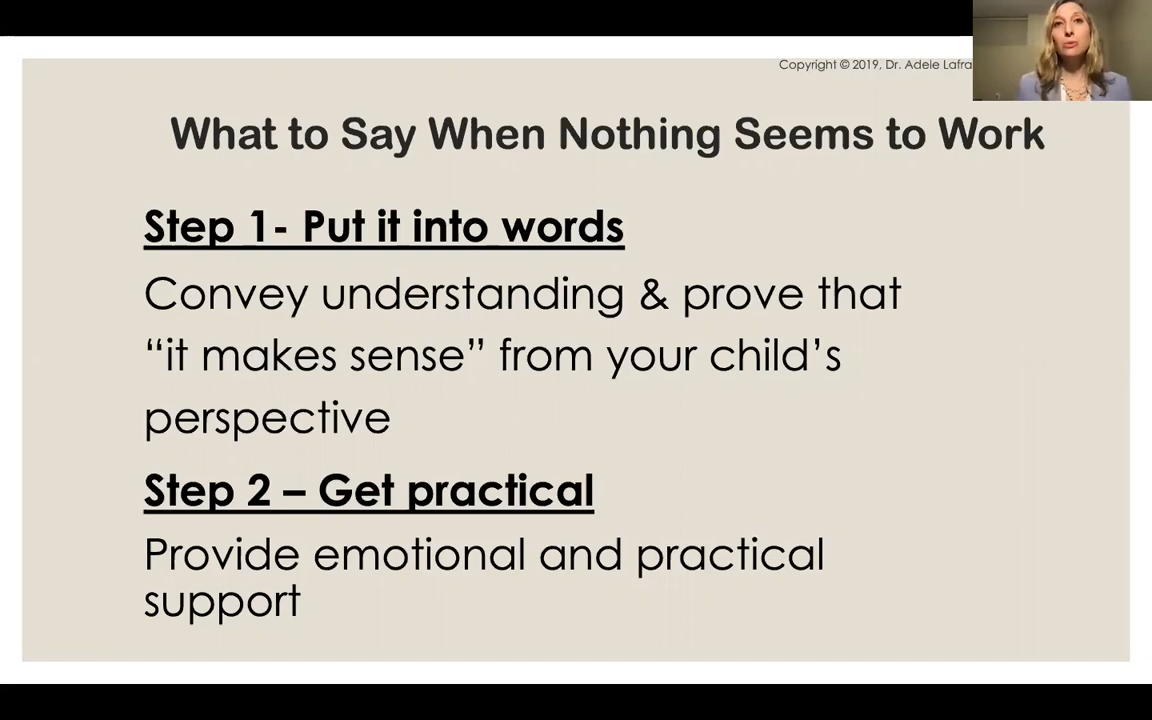 Copyright © 2019, Dr. Adele
What to Say When Nothing Seems to Work
Step 1- Put it into words
Convey understanding & prove that
“it makes sense” from your child’s
perspective
Step 2 – Get practical
Provide emotional and practical
support